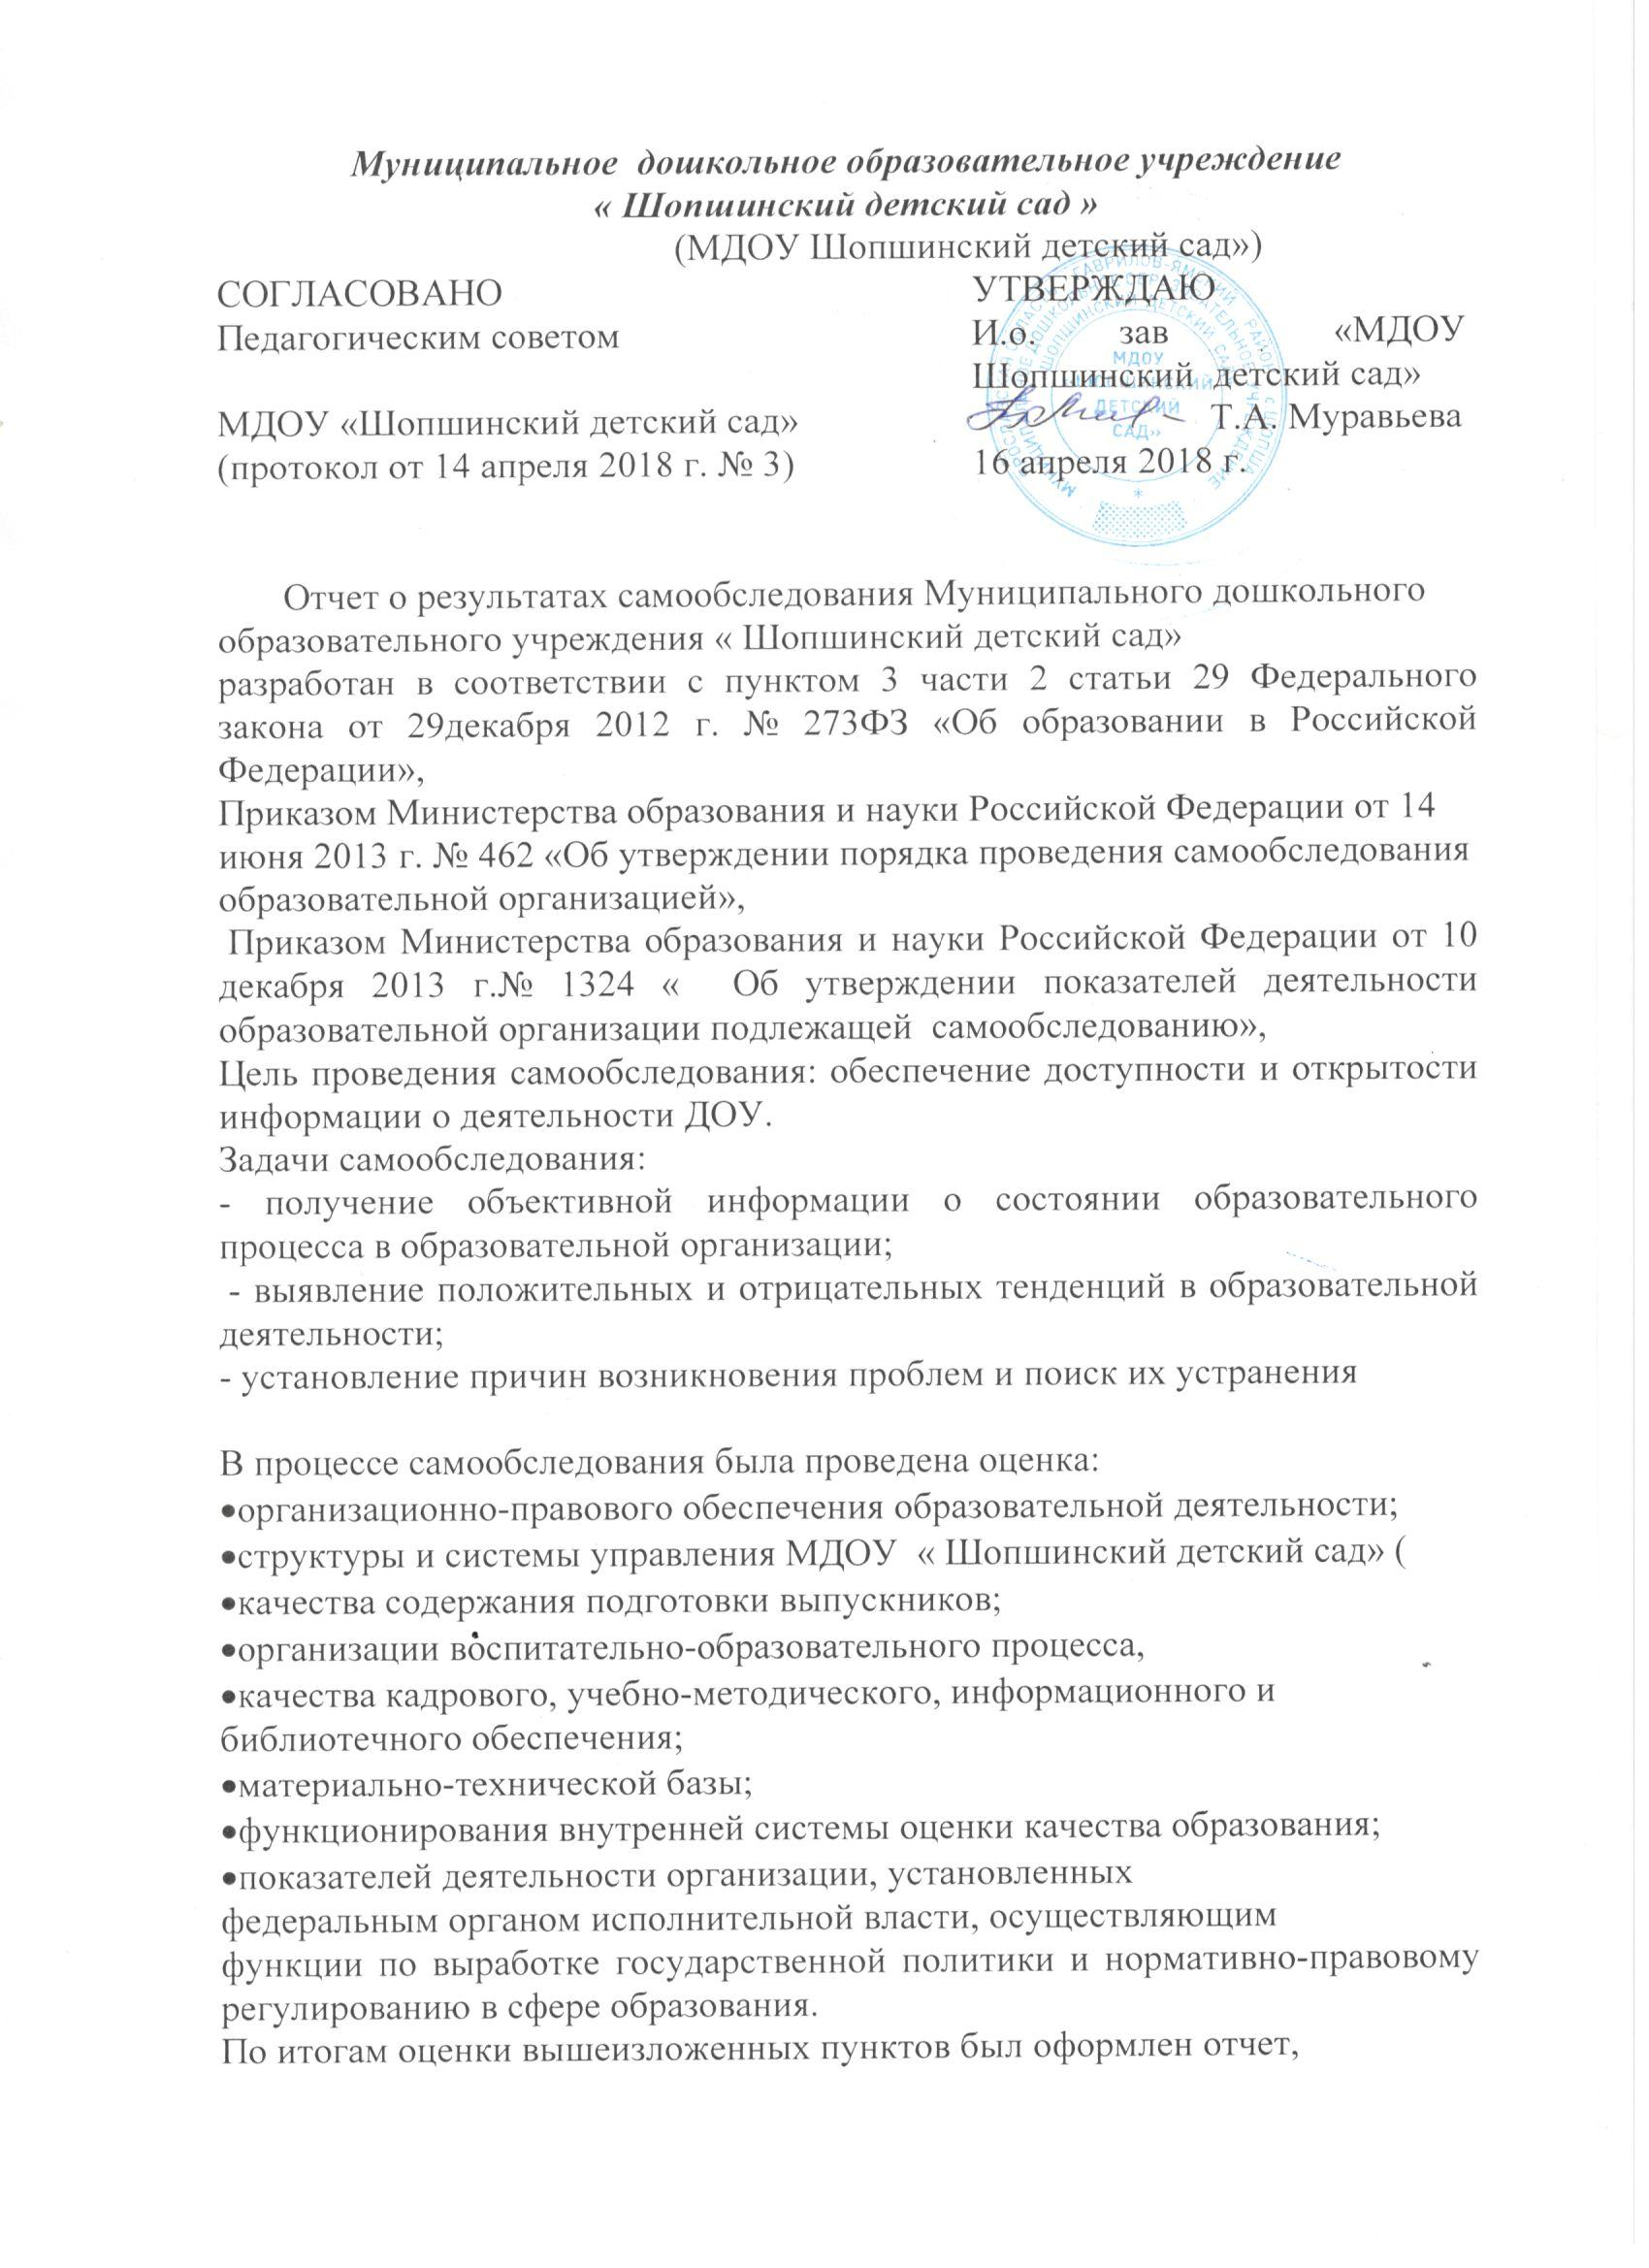 Муниципальное дошкольное образовательное учреждение
« Шопшинский детский сад »
(МДОУ Шопшинский детский сад»)
СОГЛАСОВАНО
Педагогическим советом
МДОУ «Шопшинский детский сад»
(протокол от 14 апреля 2018 г. № 3)
УТВЕРЖДАЮ
И.о. зав «МДОУ
Шопшинский детский сад»
Т.А. Муравьева
16 апреля 2018 г.
МДОУ
ДЕТСКИЙ
САД»
Отчет о результатах самообследования Муниципального дошкольного
образовательного учреждения « Шопшинский детский сад»
разработан в соответствии с пунктом 3 части 2 статьи 29 Федерального
закона от 29декабря 2012 г. № 273ФЗ «Об образовании в Российской
Федерации»,
Приказом Министерства образования и науки Российской Федерации от 14
июня 2013 г. № 462 «Об утверждении порядка проведения самообследования
образовательной организацией»,
Приказом Министерства образования и науки Российской Федерации от 10
декабря 2013 г.№ 1324 « Об утверждении показателей деятельности
образовательной организации подлежащей самообследованию»,
Цель проведения самообследования: обеспечение доступности и открытости
информации о деятельности ДОУ.
Задачи самообследования:
- получение объективной информации о состоянии образовательного
процесса в образовательной организации;
- выявление положительных и отрицательных тенденций в образовательной
деятельности;
- установление причин возникновения проблем и поиск их устранения
В процессе самообследования была проведена оценка:
•организационно-правового обеспечения образовательной деятельности;
•структуры и системы управления МДОУ « Шопшинский детский сад» (
•качества содержания подготовки выпускников;
•организации воспитательно-образовательного процесса,
•качества кадрового, учебно-методического, информационного и
библиотечного обеспечения;
•материально-технической базы;
•функционирования внутренней системы оценки качества образования;
•показателей деятельности организации, установленных
федеральным органом исполнительной власти, осуществляющим
функции по выработке государственной политики и нормативно-правовому
регулированию в сфере образования.
По итогам оценки вышеизложенных пунктов был оформлен отчет,